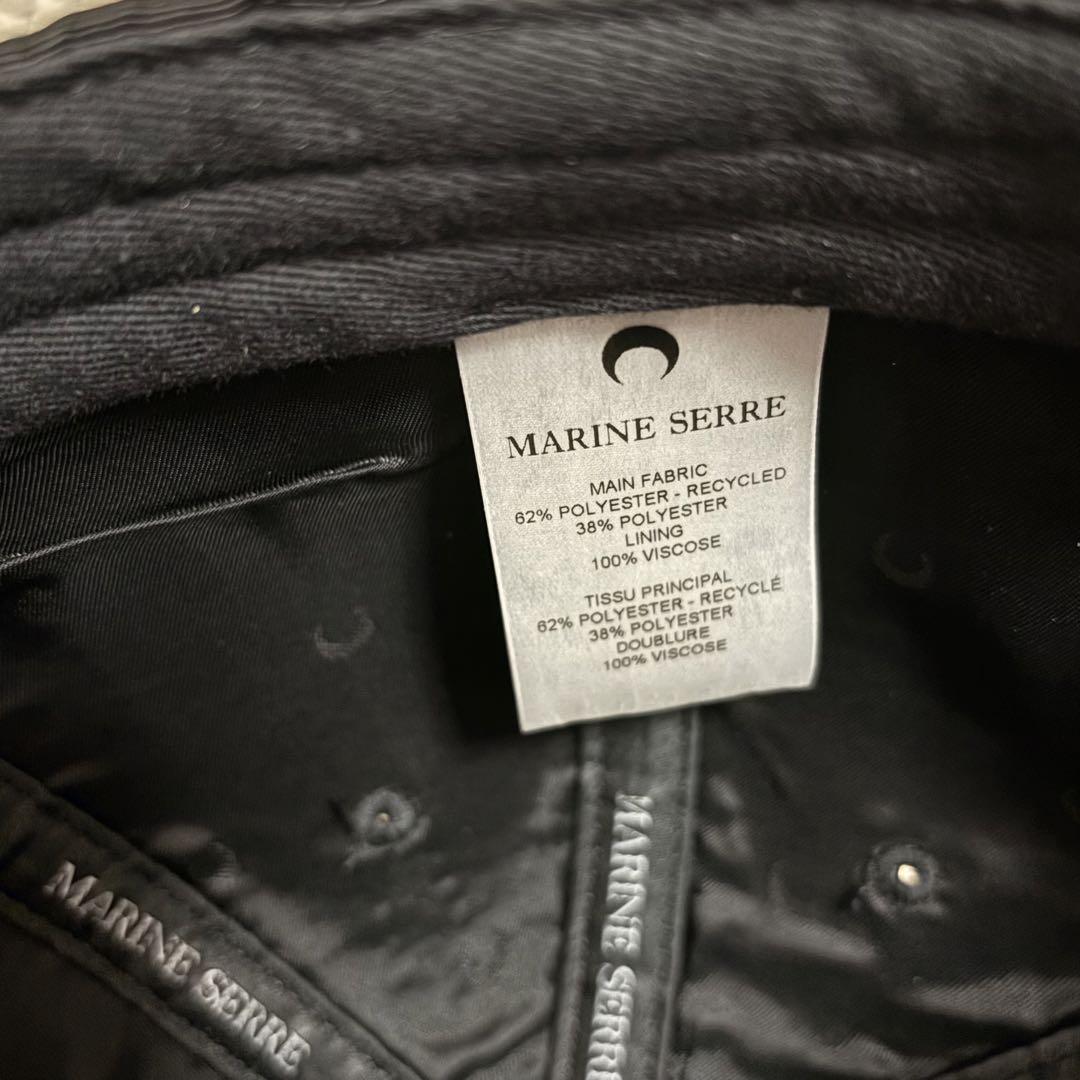 MARINE SERRE
MAIN FABRIC
62% POLYESTER - RECYCLED
38% POLYESTER
LINING
100% VISCOSE
TISSU PRINCIPAL
62% POLYESTER - RECYCLÉ
38% POLYESTER
DOUBLURE
100% VISCOSE
MARINE SERRE
MARINE SERRE